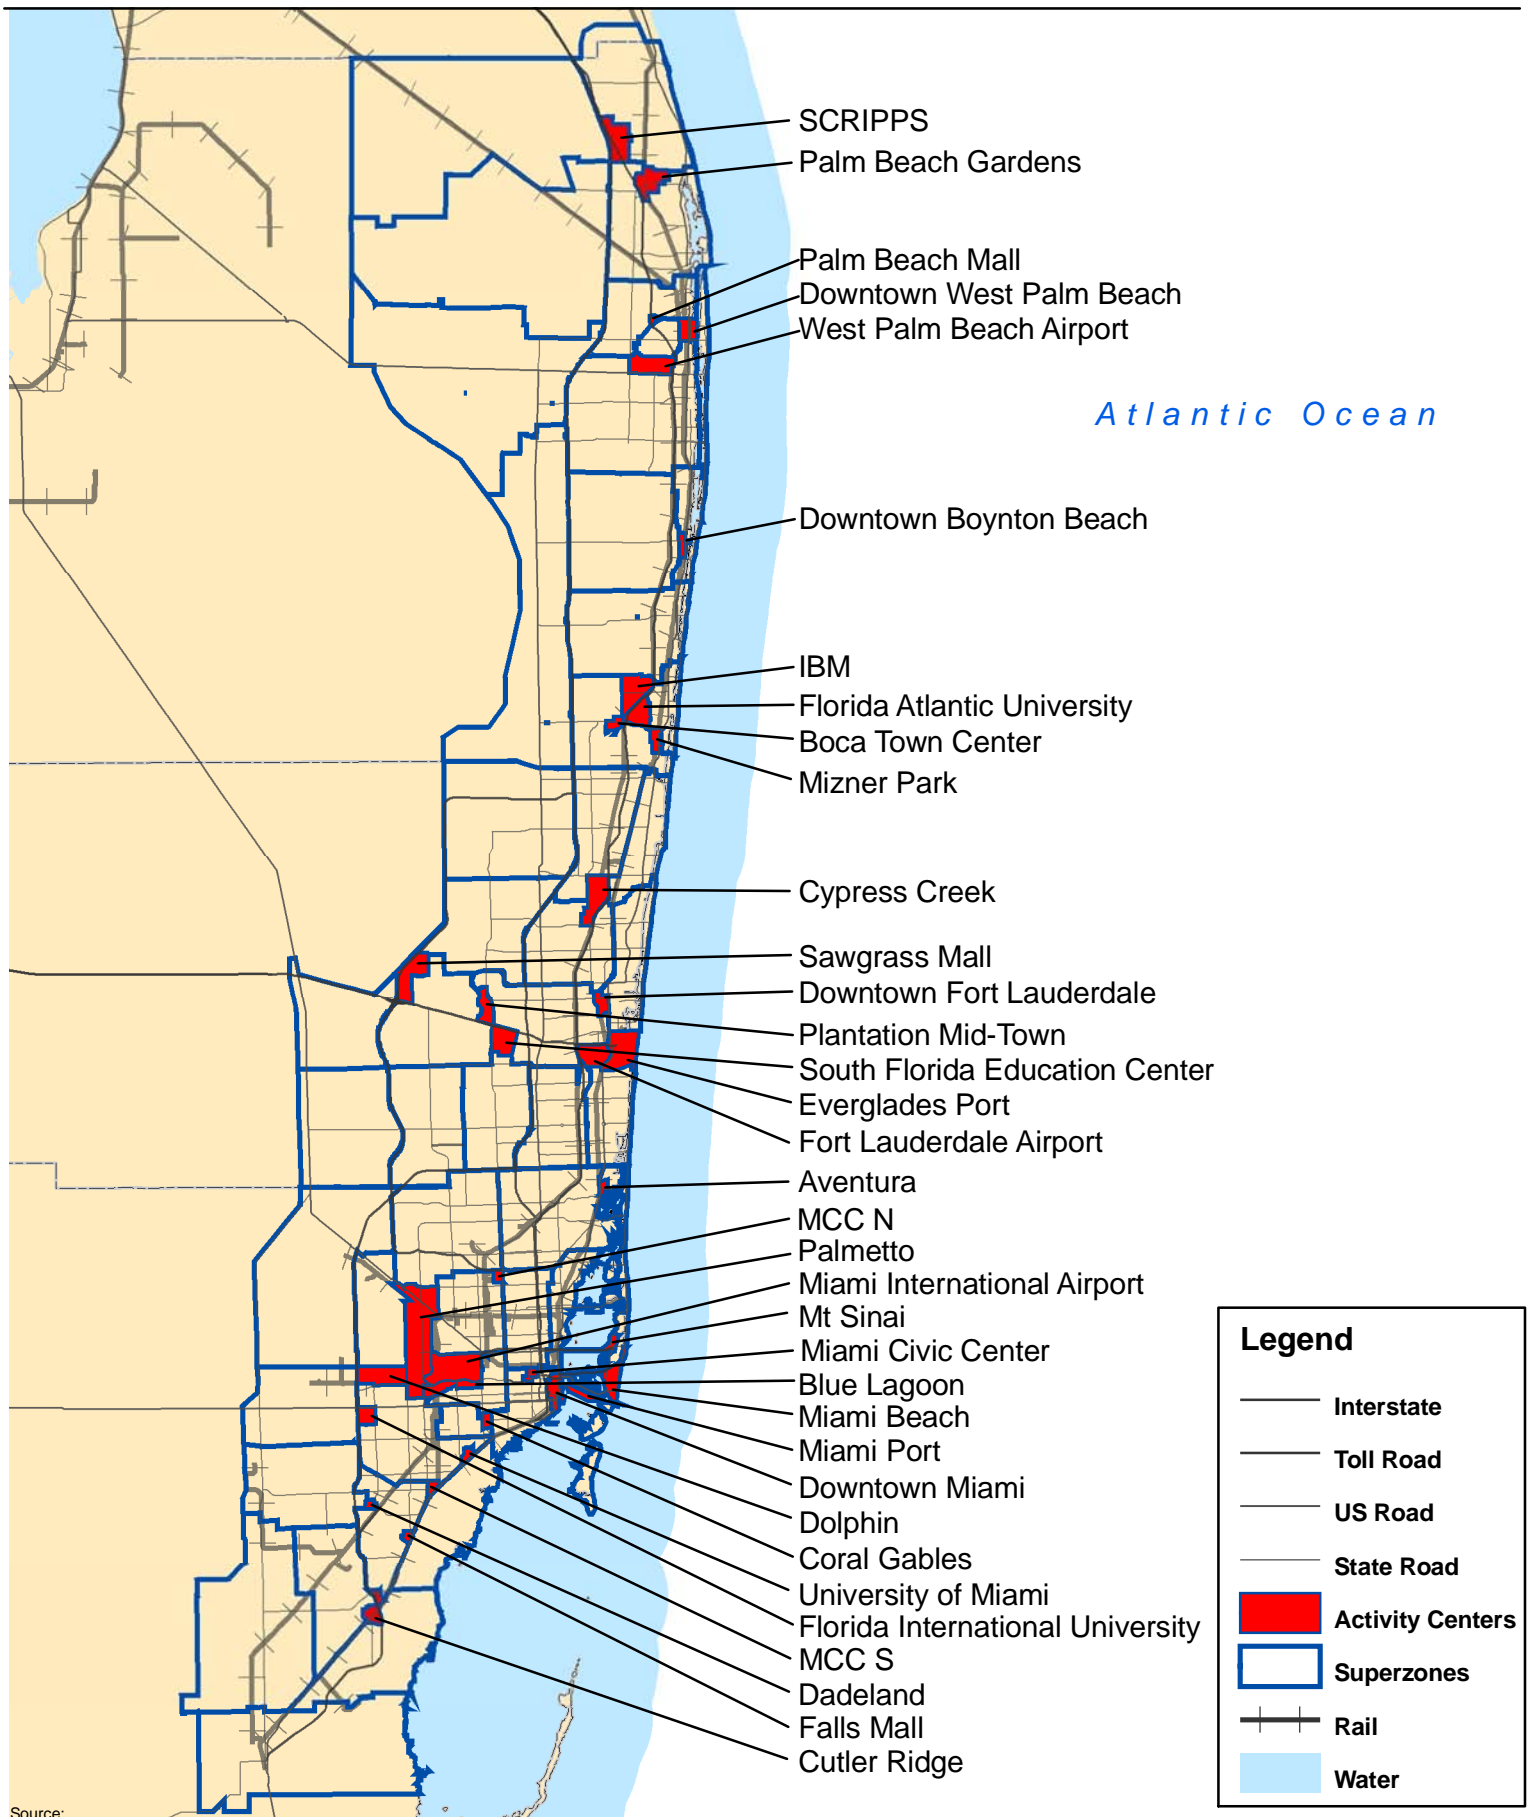 SCRIPPS
Palm Beach Gardens
Palm Beach Mall
Downtown West Palm Beach
West Palm Beach Airport
Atlantic Ocean
Downtown Boynton Beach
IBM
Florida Atlantic University
Boca Town Center
Mizner Park
Cypress Creek
Sawgrass Mall
Downtown Fort Lauderdale
Plantation Mid-Town
South Florida Education Center
Everglades Port
Fort Lauderdale Airport
Aventura
MCC N
Palmetto
Miami International Airport
Mt Sinai
Miami Civic Center
Blue Lagoon
Miami Beach
Miami Port
Downtown Miami
Dolphin
Coral Gables
University of Miami
Florida International University
MCC S
Dadeland
Falls Mall
Cutler Ridge
Legend
Interstate
Toll Road
US Road
State Road
Activity Centers
Superzones
Rail
Water
Source: